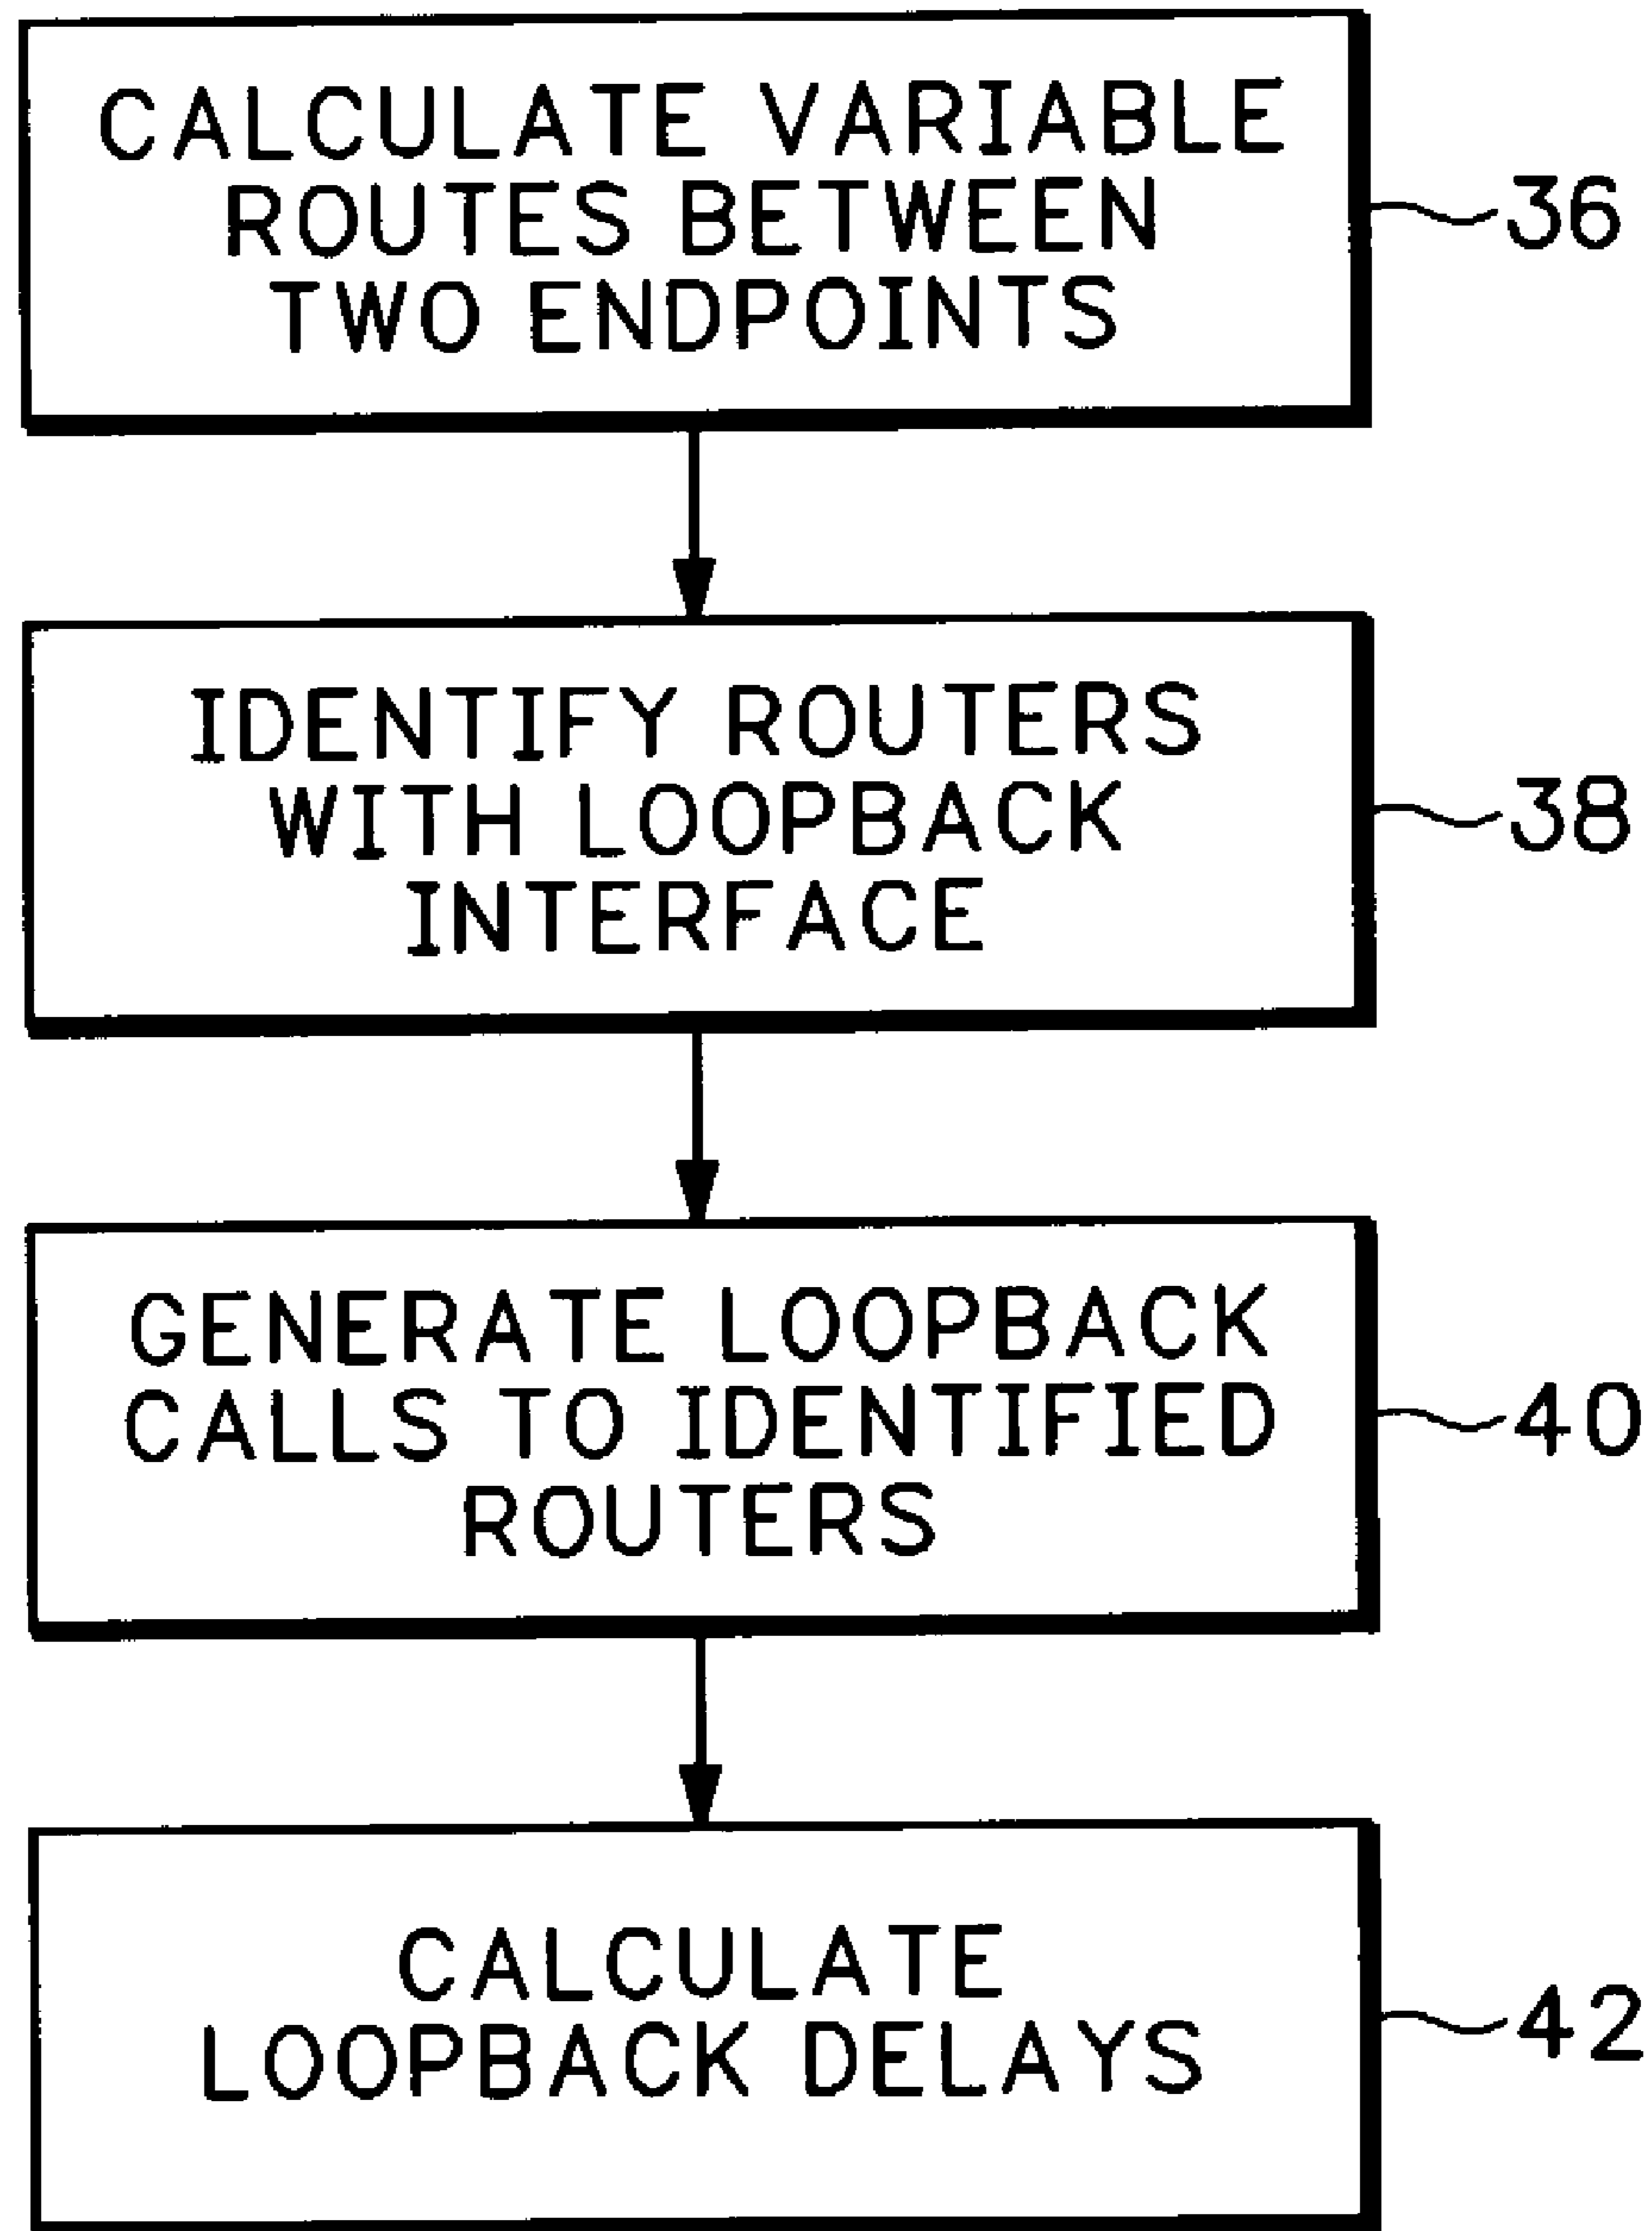 CALCULATE VARIABLE
ROUTES BETWEEN
TWO ENDPOINTS
36
IDENTIFY ROUTERS
WITH LOOPBACK
INTERFACE
38
GENERATE LOOPBACK
CALLS TO IDENTIFIED
ROUTERS
40
CALCULATE
LOOPBACK DELAYS
42